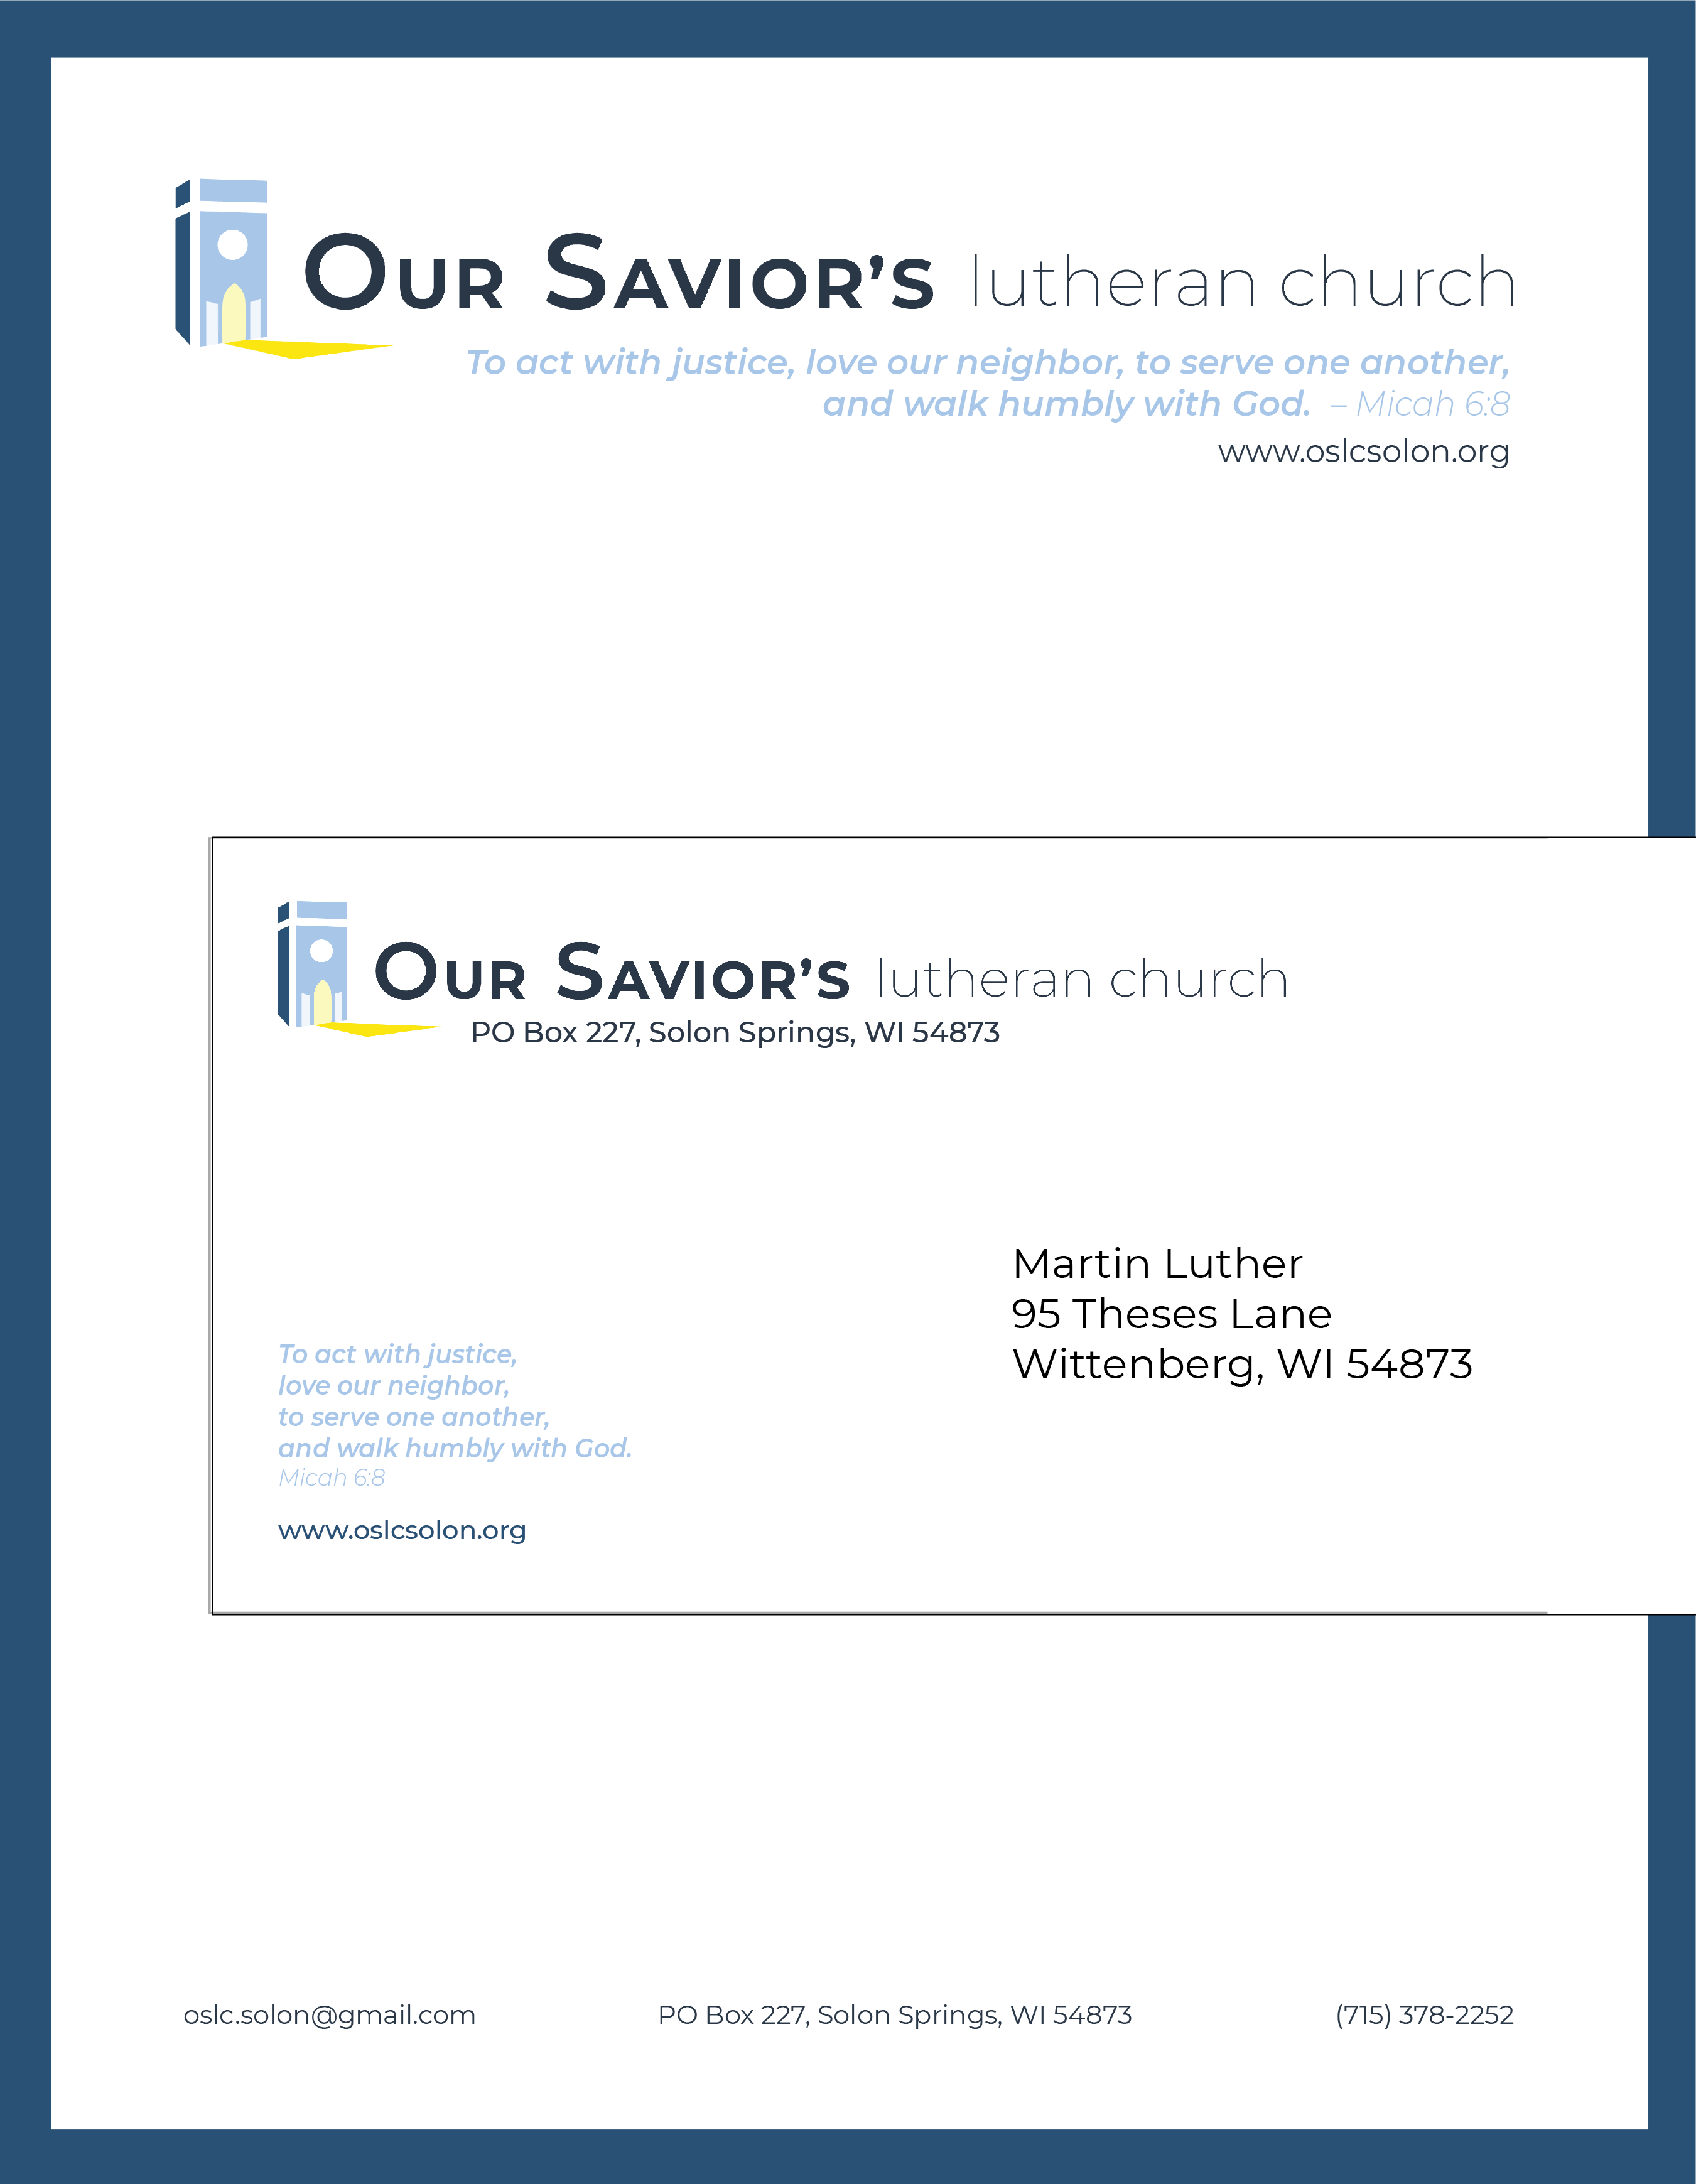 Our Savior's lutheran church
To act with justice, love our neighbor, to serve one another,
and walk humbly with God. – Micah 6:8
www.oslcsolon.org
Our Savior's lutheran church
PO Box 227, Solon Springs, WI 54873
Martin Luther
95 Theses Lane
Wittenberg, WI 54873
To act with justice,
love our neighbor,
to serve one another,
and walk humbly with God.
Micah 6:8
www.oslcsolon.org
oslc.solon@gmail.com PO Box 227, Solon Springs, WI 54873 (715) 378-2252